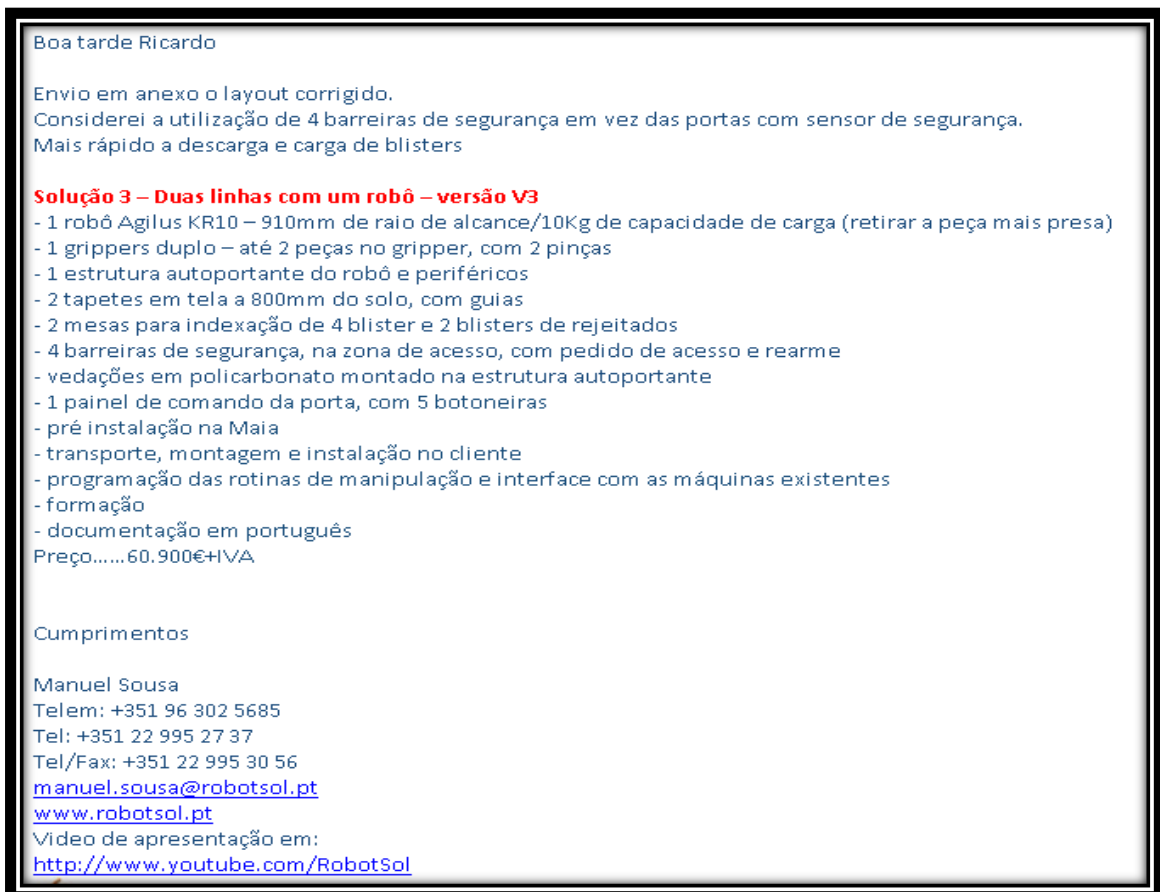 Boa tarde Ricardo
Envio em anexo o layout corrigido.
Considerei a utilização de 4 barreiras de segurança em vez das portas com sensor de segurança.
Mais rápido a descarga e carga de blisters
Solução 3 – Duas linhas com um robô – versão V3
- 1 robô Agilus KR10 – 910mm de raio de alcance/10Kg de capacidade de carga (retirar a peça mais presa)
- 1 grippers duplo – até 2 peças no gripper, com 2 pinças
- 1 estrutura autoportante do robô e periféricos
- 2 tapetes em tela a 800mm do solo, com guias
- 2 mesas para indexação de 4 blister e 2 blisters de rejeitados
- 4 barreiras de segurança, na zona de acesso, com pedido de acesso e rearme
- vedações em policarbonato montado na estrutura autoportante
- 1 painel de comando da porta, com 5 botoneiras
- pré instalação na Maia
- transporte, montagem e instalação no cliente
- programação das rotinas de manipulação e interface com as máquinas existentes
- formação
- documentação em português
Preço......60.900€+IVA
Cumprimentos
Manuel Sousa
Telem: +351 96 302 5685
Tel: +351 22 995 27 37
Tel/Fax: +351 22 995 30 56
manuel.sousa@robotsol.pt
www.robotsol.pt
Video de apresentação em:
http://www.youtube.com/RobotSol